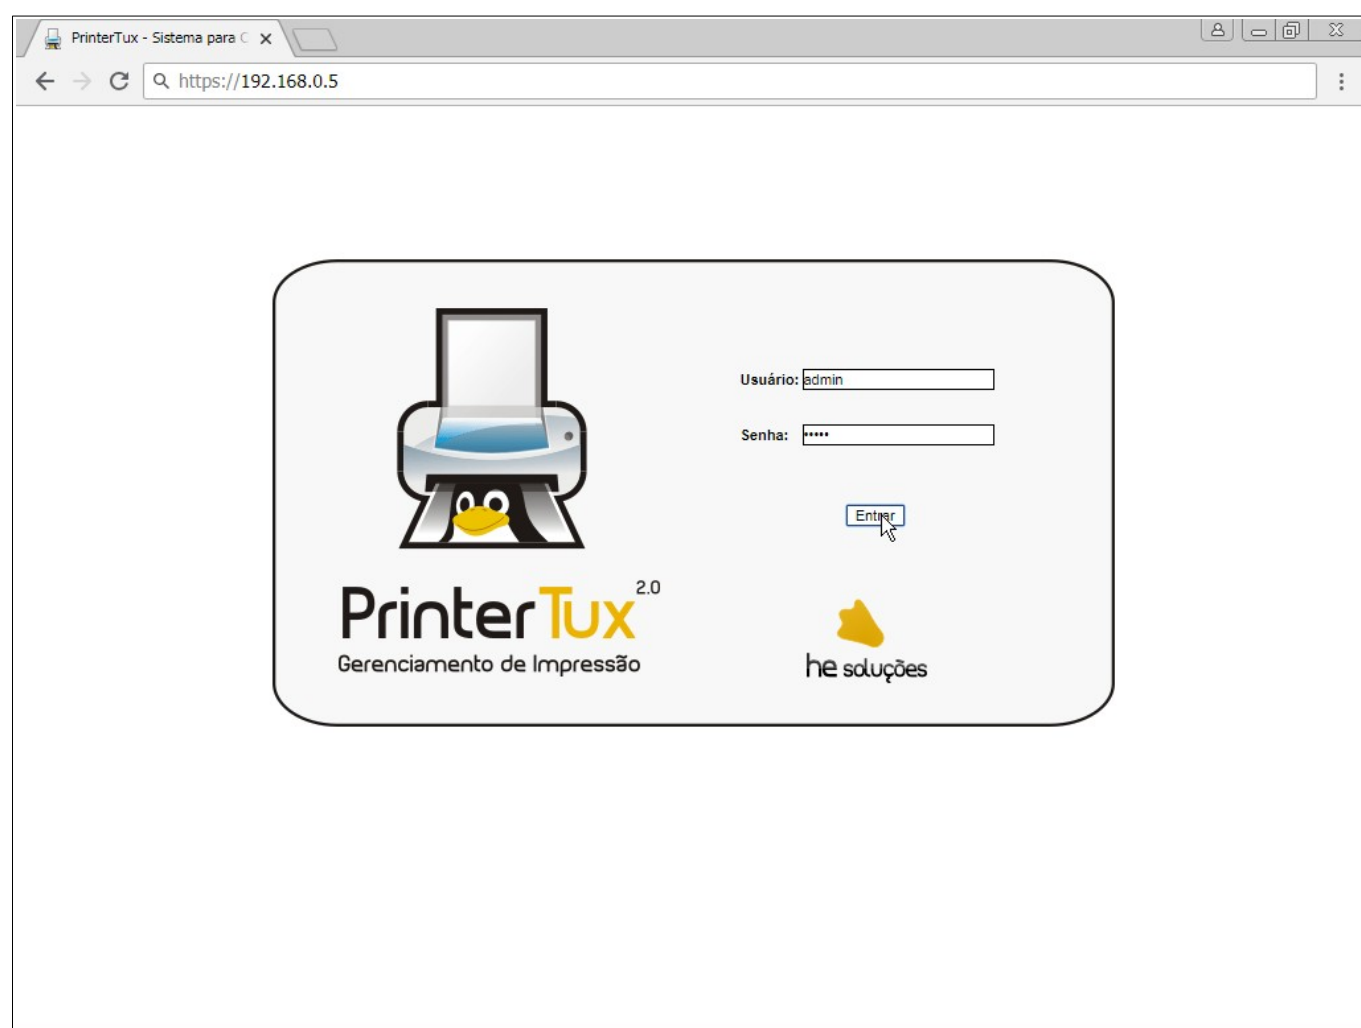 PrinterTux - Sistema para C
https://192.168.0.5
Usuário: admin
Senha: •••••
Entrar
PrinterTux 2.0
Gerenciamento de Impressão
he soluções